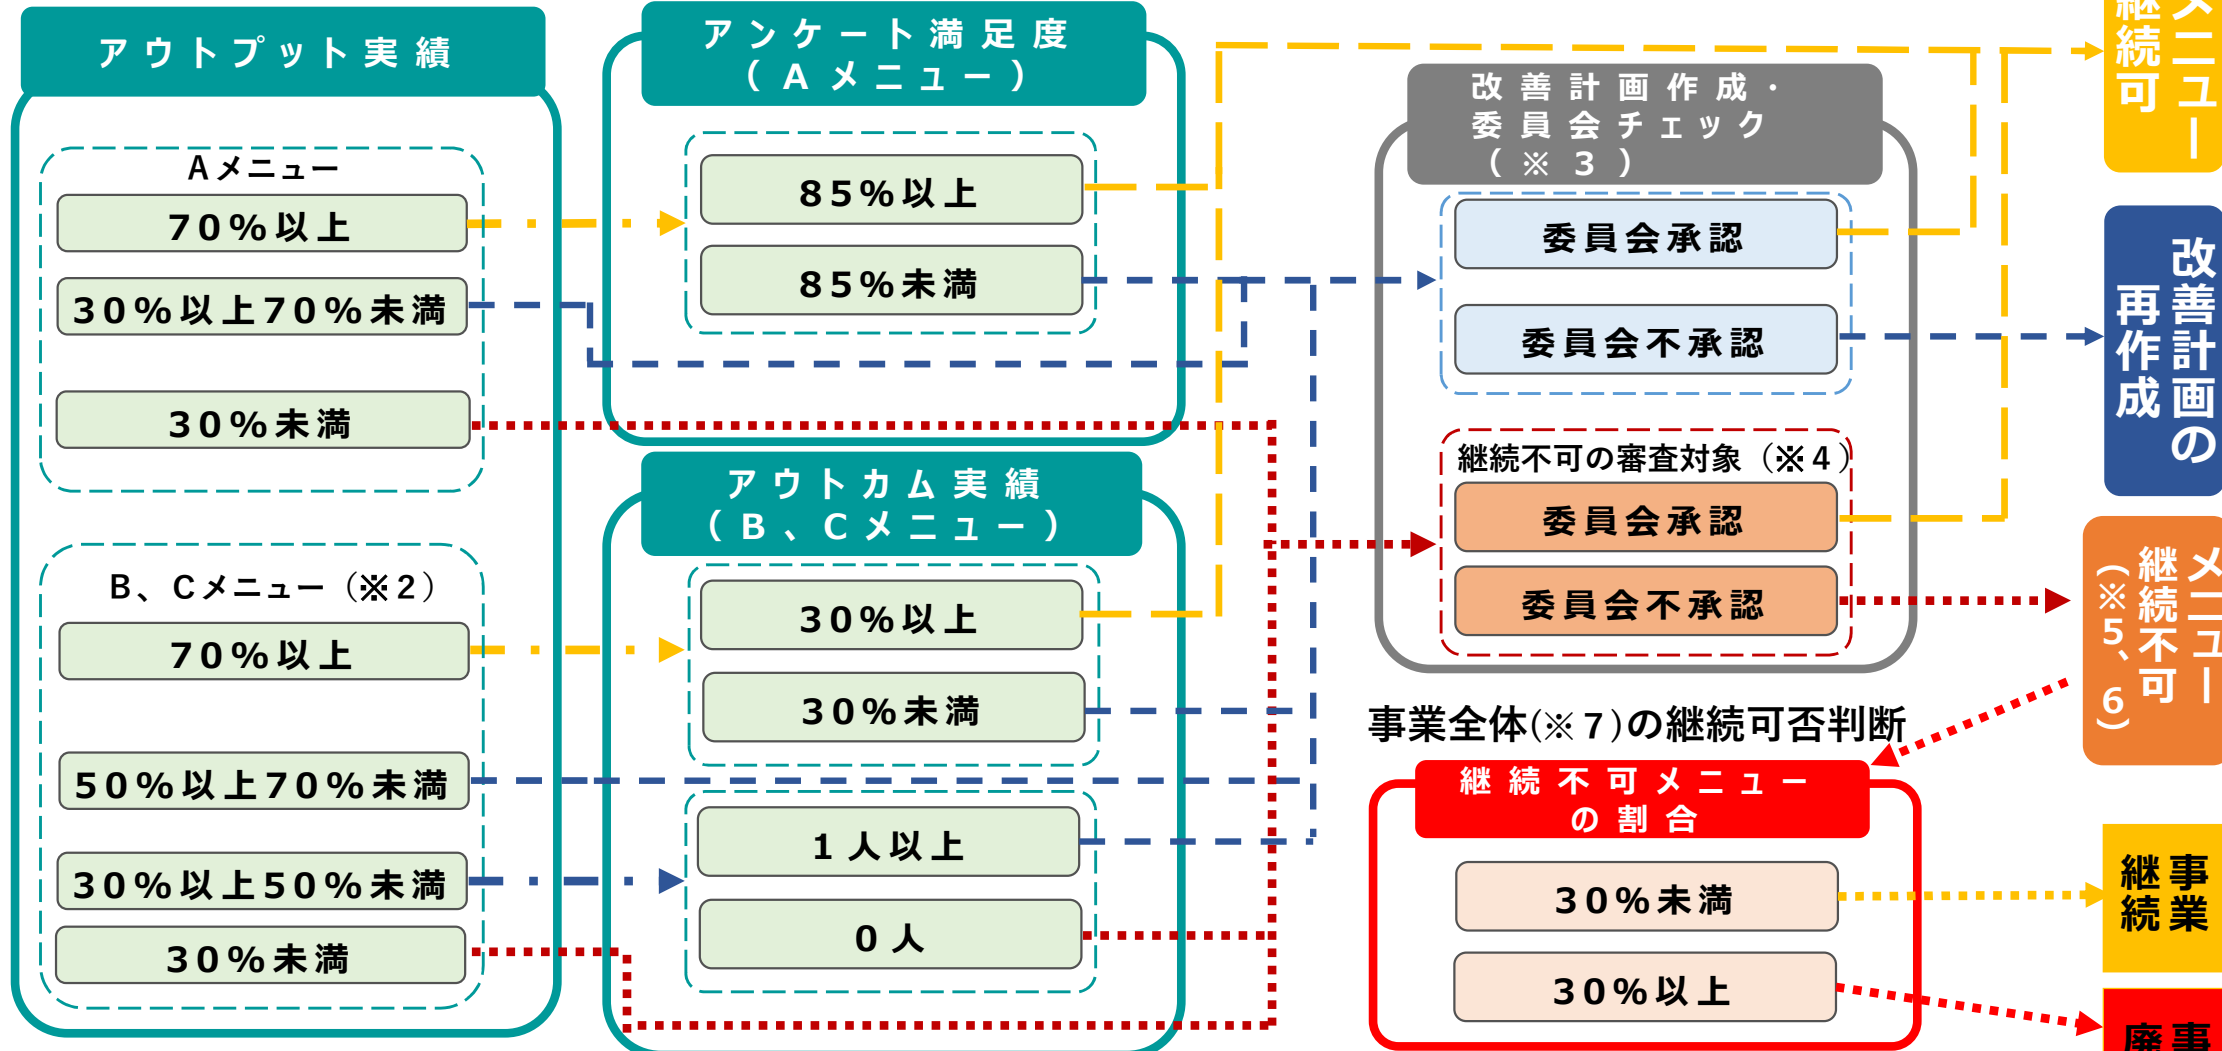 アウトプット実績
Aメニュー
70%以上
30%以上70%未満
30%未満
B、Cメニュー（※2）
70%以上
50%以上70%未満
30%以上50%未満
30%未満
アンケート満足度
（Aメニュー）
85%以上
85%未満
アウトカム実績
（B、Cメニュー）
30%以上
30%未満
1人以上
0人
改善計画作成・
委員会チェック
（※3）
委員会承認
委員会不承認
継続不可の審査対象（※4）
委員会承認
委員会不承認
事業全体(※7)の継続可否判断
継続不可メニュー
の割合
30%未満
30%以上
メニュー
継続可
改善計画の
再作成
メニュー
継続不可
（※5、6）
事業
継続
事
廃